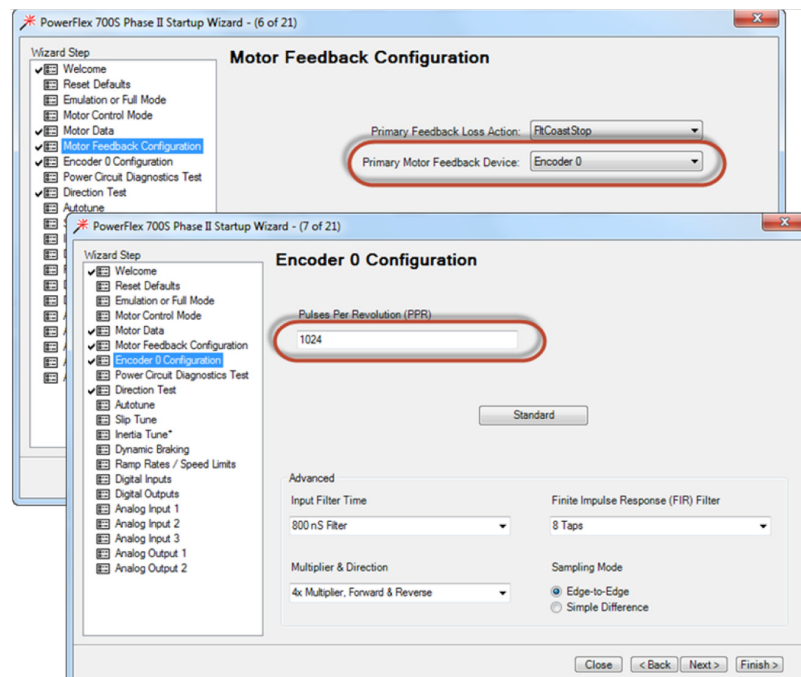 PowerFlex 700S Phase II Startup Wizard - (6 of 21)
x
Wizard Step
Welcome
Reset Defaults
Emulation or Full Mode
Motor Control Mode
Motor Data
Motor Feedback Configuration
Encoder 0 Configuration
Power Circuit Diagnostics Test
Direction Test
Autotune
Motor Feedback Configuration
Primary Feedback Loss Action: FltCoastStop
Primary Motor Feedback Device: Encoder 0
PowerFlex 700S Phase II Startup Wizard - (7 of 21)
x
Wizard Step
Welcome
Reset Defaults
Emulation or Full Mode
Motor Control Mode
Motor Data
Motor Feedback Configuration
Encoder 0 Configuration
Power Circuit Diagnostics Test
Direction Test
Autotune
Slip Tune
Inertia Tune*
Dynamic Braking
Ramp Rates / Speed Limits
Digital Inputs
Digital Outputs
Analog Input 1
Analog Input 2
Analog Input 3
Analog Output 1
Analog Output 2
Encoder 0 Configuration
Pulses Per Revolution (PPR)
1024
Standard
Advanced
Input Filter Time
Finite Impulse Response (FIR) Filter
800 nS Filter
8 Taps
Multiplier & Direction
Sampling Mode
4x Multiplier, Forward & Reverse
Edge-to-Edge
Simple Difference
Close < Back Next > Finish >